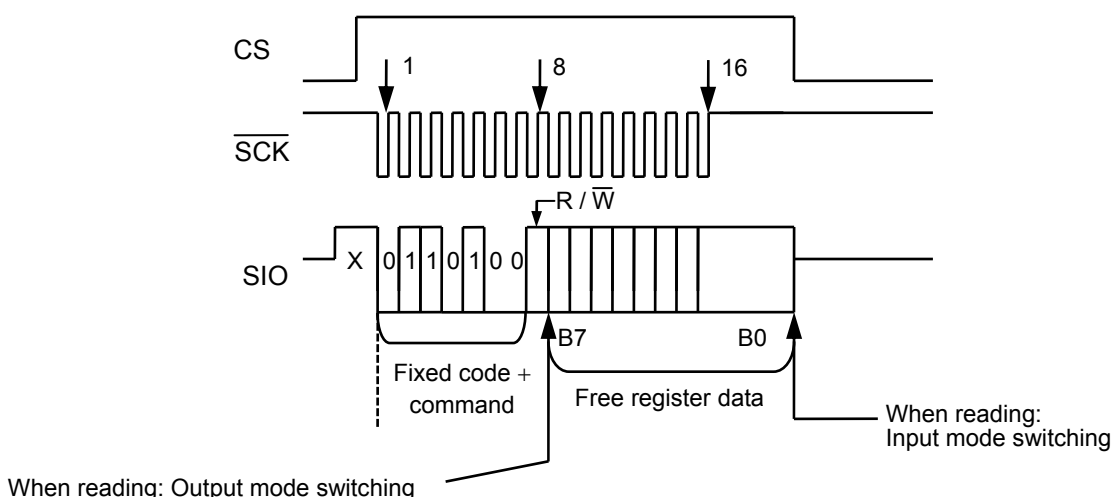 CS
1
8
16
SCK
R / W
SIO
X 0 1 1 0 1 0 0
B7
B0
Fixed code +
command
Free register data
When reading:
Input mode switching
When reading: Output mode switching